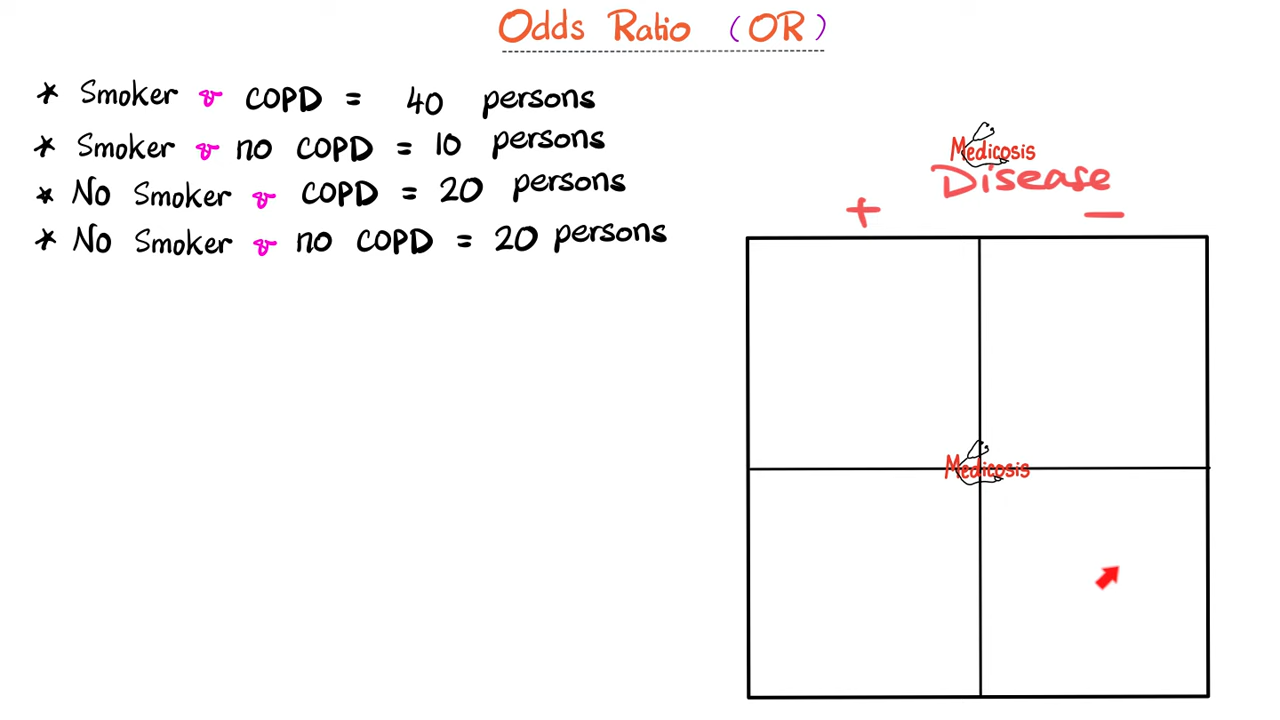 Odds Ratio (OR)
* Smoker & COPD = 40 persons
* Smoker & no COPD = 10 persons
* No Smoker & COPD = 20 persons
* No Smoker & no COPD = 20 persons
Medicosis
Disease
+ −
Medicosis